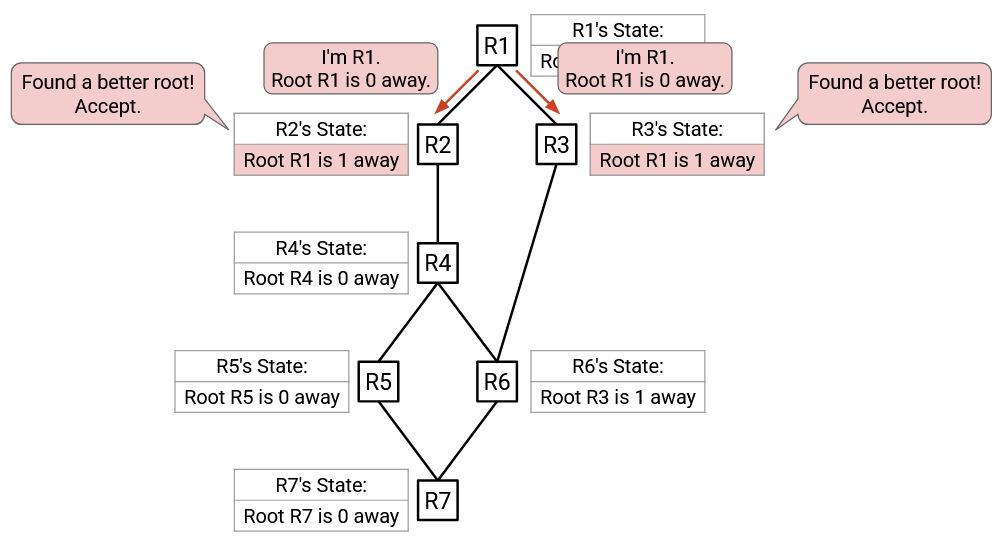 R1's State:
Ro
R1
I'm R1.
Root R1 is 0 away.
I'm R1.
Root R1 is 0 away.
Found a better root!
Accept.
Found a better root!
Accept.
R2's State:
Root R1 is 1 away
R2
R3
R3's State:
Root R1 is 1 away
R4's State:
Root R4 is 0 away
R4
R5's State:
Root R5 is 0 away
R5
R6
R6's State:
Root R3 is 1 away
R7's State:
Root R7 is 0 away
R7